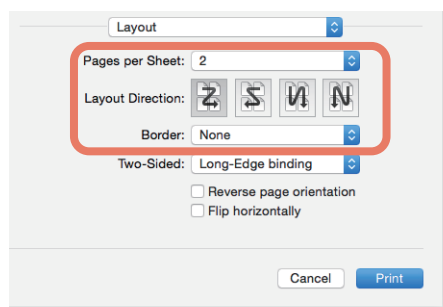 Layout
Pages per Sheet: 2
Layout Direction:
Border: None
Two-Sided: Long-Edge binding
Reverse page orientation
Flip horizontally
Cancel Print